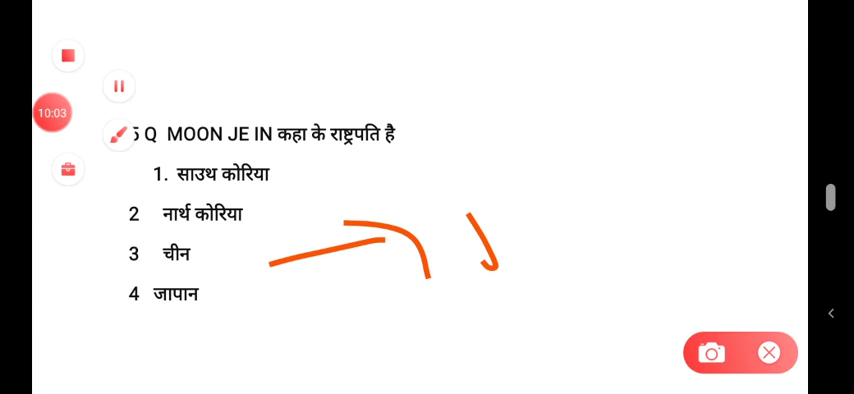 10:03
5 Q MOON JE IN कहा के राष्ट्रपति है
1. साउथ कोरिया
2 नार्थ कोरिया
3 चीन
4 जापान